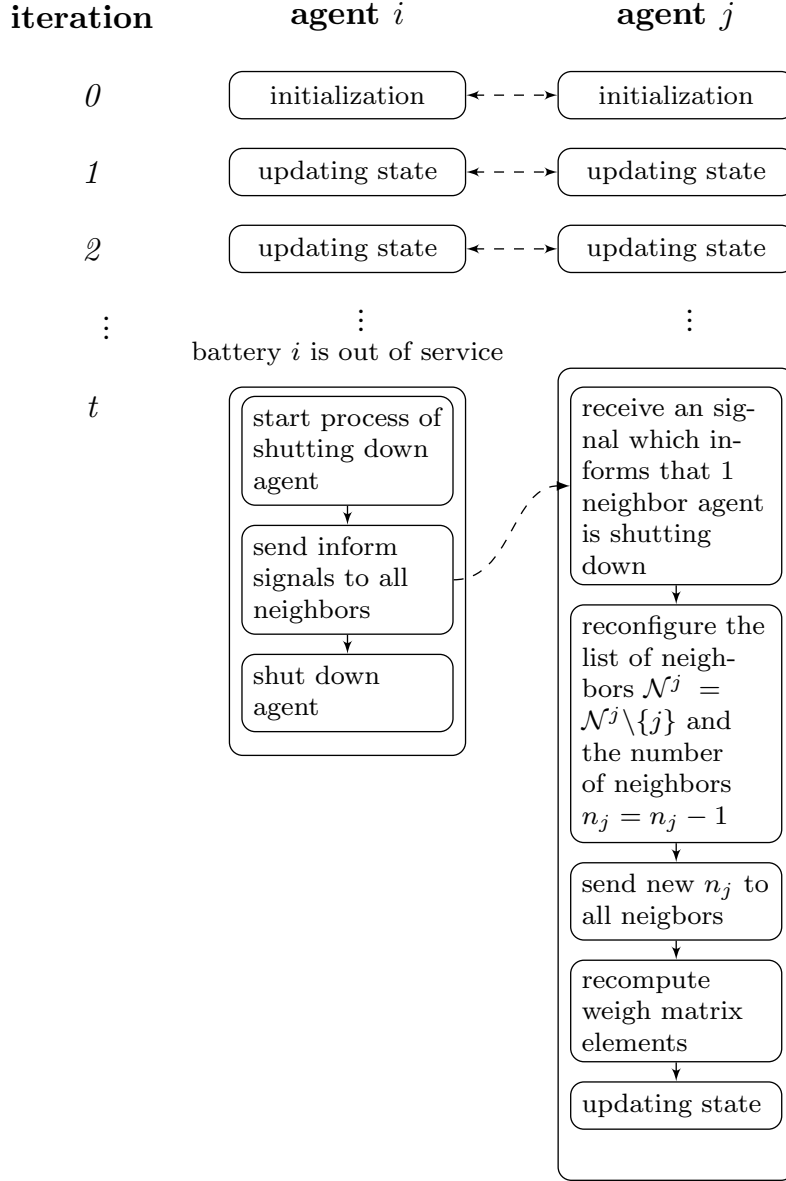 iteration agent i agent j
0 initialization initialization
1 updating state updating state
2 updating state updating state
⋮ ⋮ ⋮
battery i is out of service
t
start process of
shutting down
agent
send inform
signals to all
neighbors
shut down
agent
receive an sig-
nal which in-
forms that 1
neighbor agent
is shutting
down
reconfigure the
list of neigh-
bors 𝒩^j =
𝒩^j\{j} and
the number
of neighbors
n_j = n_j − 1
send new n_j to
all neigbors
recompute
weigh matrix
elements
updating state